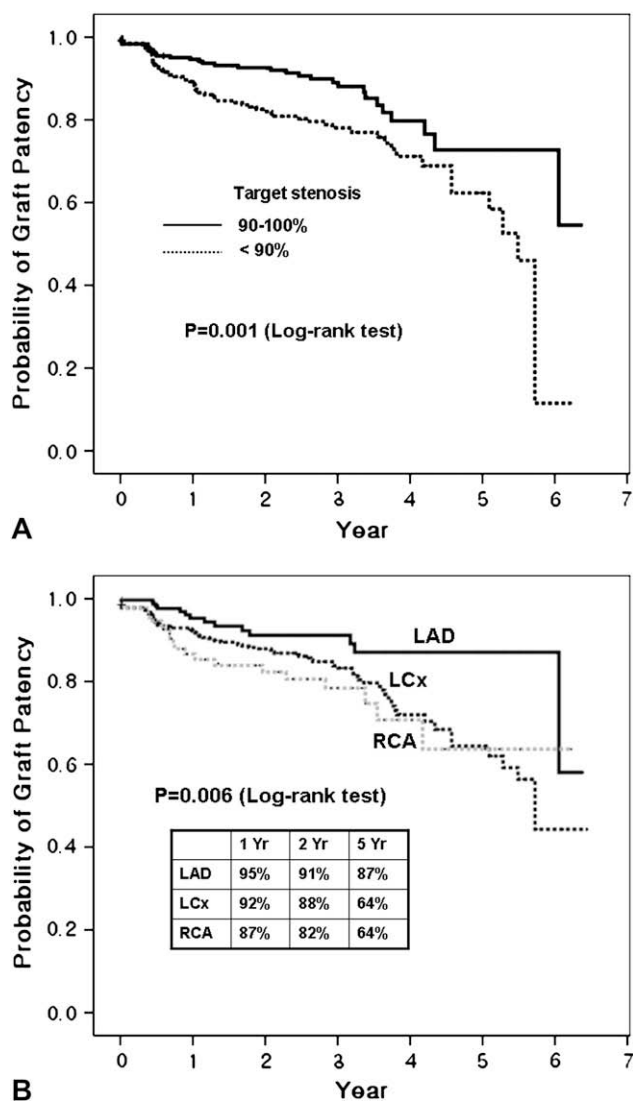 A
Probability of Graft Patency
1.0
0.8
0.6
0.4
0.2
0.0
Target stenosis
90-100%
< 90%
P=0.001 (Log-rank test)
0 1 2 3 4 5 6 7
Year
B
Probability of Graft Patency
1.0
0.8
0.6
0.4
0.2
0.0
LAD
LCx
RCA
P=0.006 (Log-rank test)
1 Yr 2 Yr 5 Yr
LAD 95% 91% 87%
LCx 92% 88% 64%
RCA 87% 82% 64%
0 1 2 3 4 5 6 7
Year